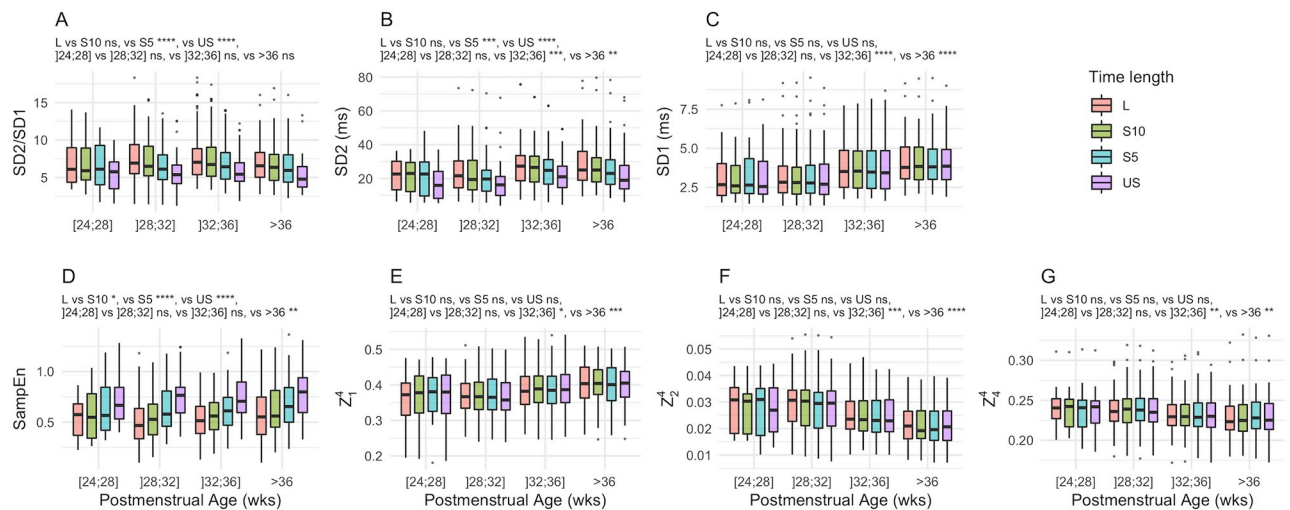 A
L vs S10 ns, vs S5 ****, vs US ****,
]24;28] vs ]28;32] ns, vs ]32;36] ns, vs >36 ns
SD2/SD1
15
10
5
[24;28] ]28;32] ]32;36] >36
B
L vs S10 ns, vs S5 ***, vs US ****,
]24;28] vs ]28;32] ns, vs ]32;36] ***, vs >36 **
SD2 (ms)
80
60
40
20
[24;28] ]28;32] ]32;36] >36
C
L vs S10 ns, vs S5 ns, vs US ns,
]24;28] vs ]28;32] ns, vs ]32;36] ****, vs >36 ****
SD1 (ms)
7.5
5.0
2.5
[24;28] ]28;32] ]32;36] >36
Time length
L
S10
S5
US
D
L vs S10 *, vs S5 ****, vs US ****,
]24;28] vs ]28;32] ns, vs ]32;36] ns, vs >36 **
SampEn
1.0
0.5
[24;28] ]28;32] ]32;36] >36
Postmenstrual Age (wks)
E
L vs S10 ns, vs S5 ns, vs US ns,
]24;28] vs ]28;32] ns, vs ]32;36] *, vs >36 ***
Z⁴₁
0.5
0.4
0.3
0.2
[24;28] ]28;32] ]32;36] >36
Postmenstrual Age (wks)
F
L vs S10 ns, vs S5 ns, vs US ns,
]24;28] vs ]28;32] ns, vs ]32;36] ***, vs >36 ****
Z⁴₂
0.05
0.04
0.03
0.02
0.01
[24;28] ]28;32] ]32;36] >36
Postmenstrual Age (wks)
G
L vs S10 ns, vs S5 ns, vs US ns,
]24;28] vs ]28;32] ns, vs ]32;36] **, vs >36 **
Z⁴₄
0.30
0.25
0.20
[24;28] ]28;32] ]32;36] >36
Postmenstrual Age (wks)